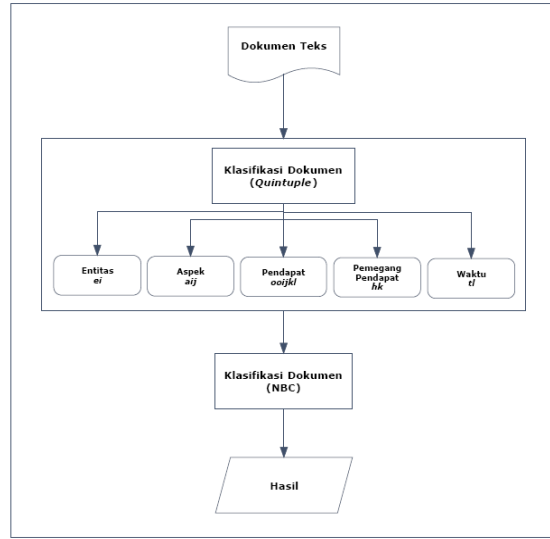 Dokumen Teks
Klasifikasi Dokumen
(Quintuple)
Entitas
ei
Aspek
aij
Pendapat
ooijkl
Pemegang
Pendapat
hk
Waktu
tl
Klasifikasi Dokumen
(NBC)
Hasil